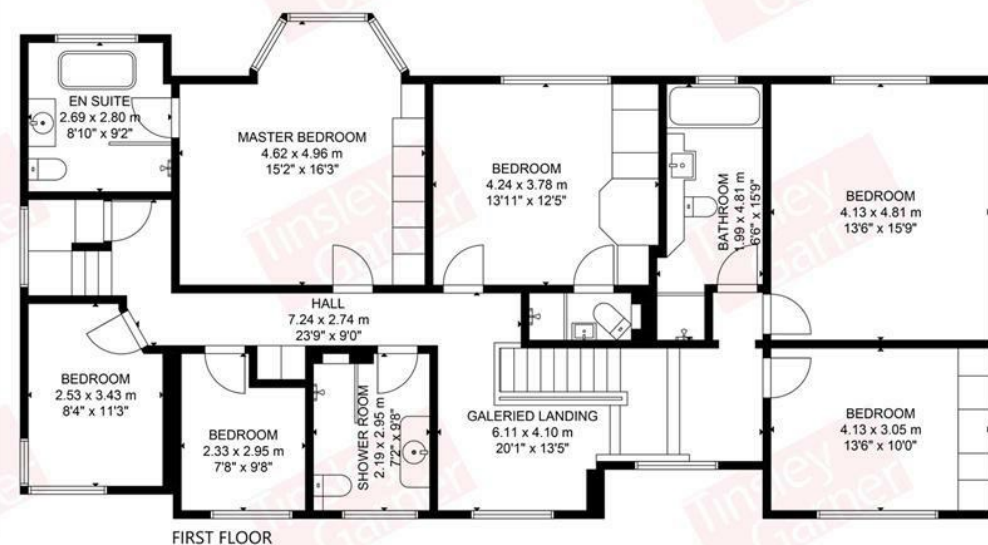 EN SUITE
2.69 x 2.80 m
8'10" x 9'2"
MASTER BEDROOM
4.62 x 4.96 m
15'2" x 16'3"
BEDROOM
4.24 x 3.78 m
13'11" x 12'5"
BATHROOM
1.99 x 4.81 m
6'6" x 15'9"
BEDROOM
4.13 x 4.81 m
13'6" x 15'9"
HALL
7.24 x 2.74 m
23'9" x 9'0"
BEDROOM
2.53 x 3.43 m
8'4" x 11'3"
BEDROOM
2.33 x 2.95 m
7'8" x 9'8"
SHOWER ROOM
2.19 x 2.95 m
7'2" x 9'8"
GALERIED LANDING
6.11 x 4.10 m
20'1" x 13'5"
BEDROOM
4.13 x 3.05 m
13'6" x 10'0"
FIRST FLOOR
Tinsley
Garner
Tinsley
Garner
Tinsley
Garner